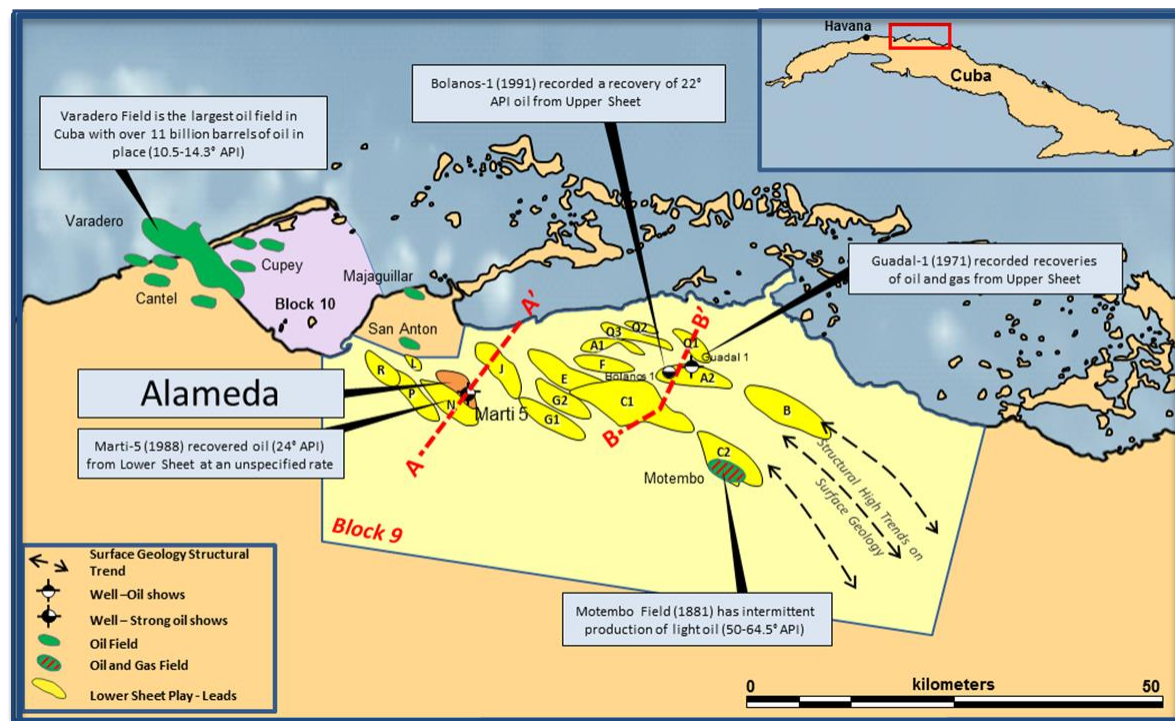 Havana
Cuba
Bolanos-1 (1991) recorded a recovery of 22°
API oil from Upper Sheet
Varadero Field is the largest oil field in
Cuba with over 11 billion barrels of oil in
place (10.5-14.3° API)
Varadero
Cupey
Cantel
Block 10
Majaguillar
San Anton
Guadal-1 (1971) recorded recoveries
of oil and gas from Upper Sheet
A'
B'
Q3
Q2
Q1
A1
Guadal 1
L
R
J
F
Bolanos 1
A2
E
P
N
Marti 5
G2
C1
G1
B
B
A
Alameda
Marti-5 (1988) recovered oil (24° API)
from Lower Sheet at an unspecified rate
C2
Motembo
Structural High Trends on
Surface Geology
Block 9
Surface Geology Structural
Trend
Well –Oil shows
Well – Strong oil shows
Oil Field
Oil and Gas Field
Lower Sheet Play - Leads
Motembo Field (1881) has intermittent
production of light oil (50-64.5° API)
0 kilometers 50